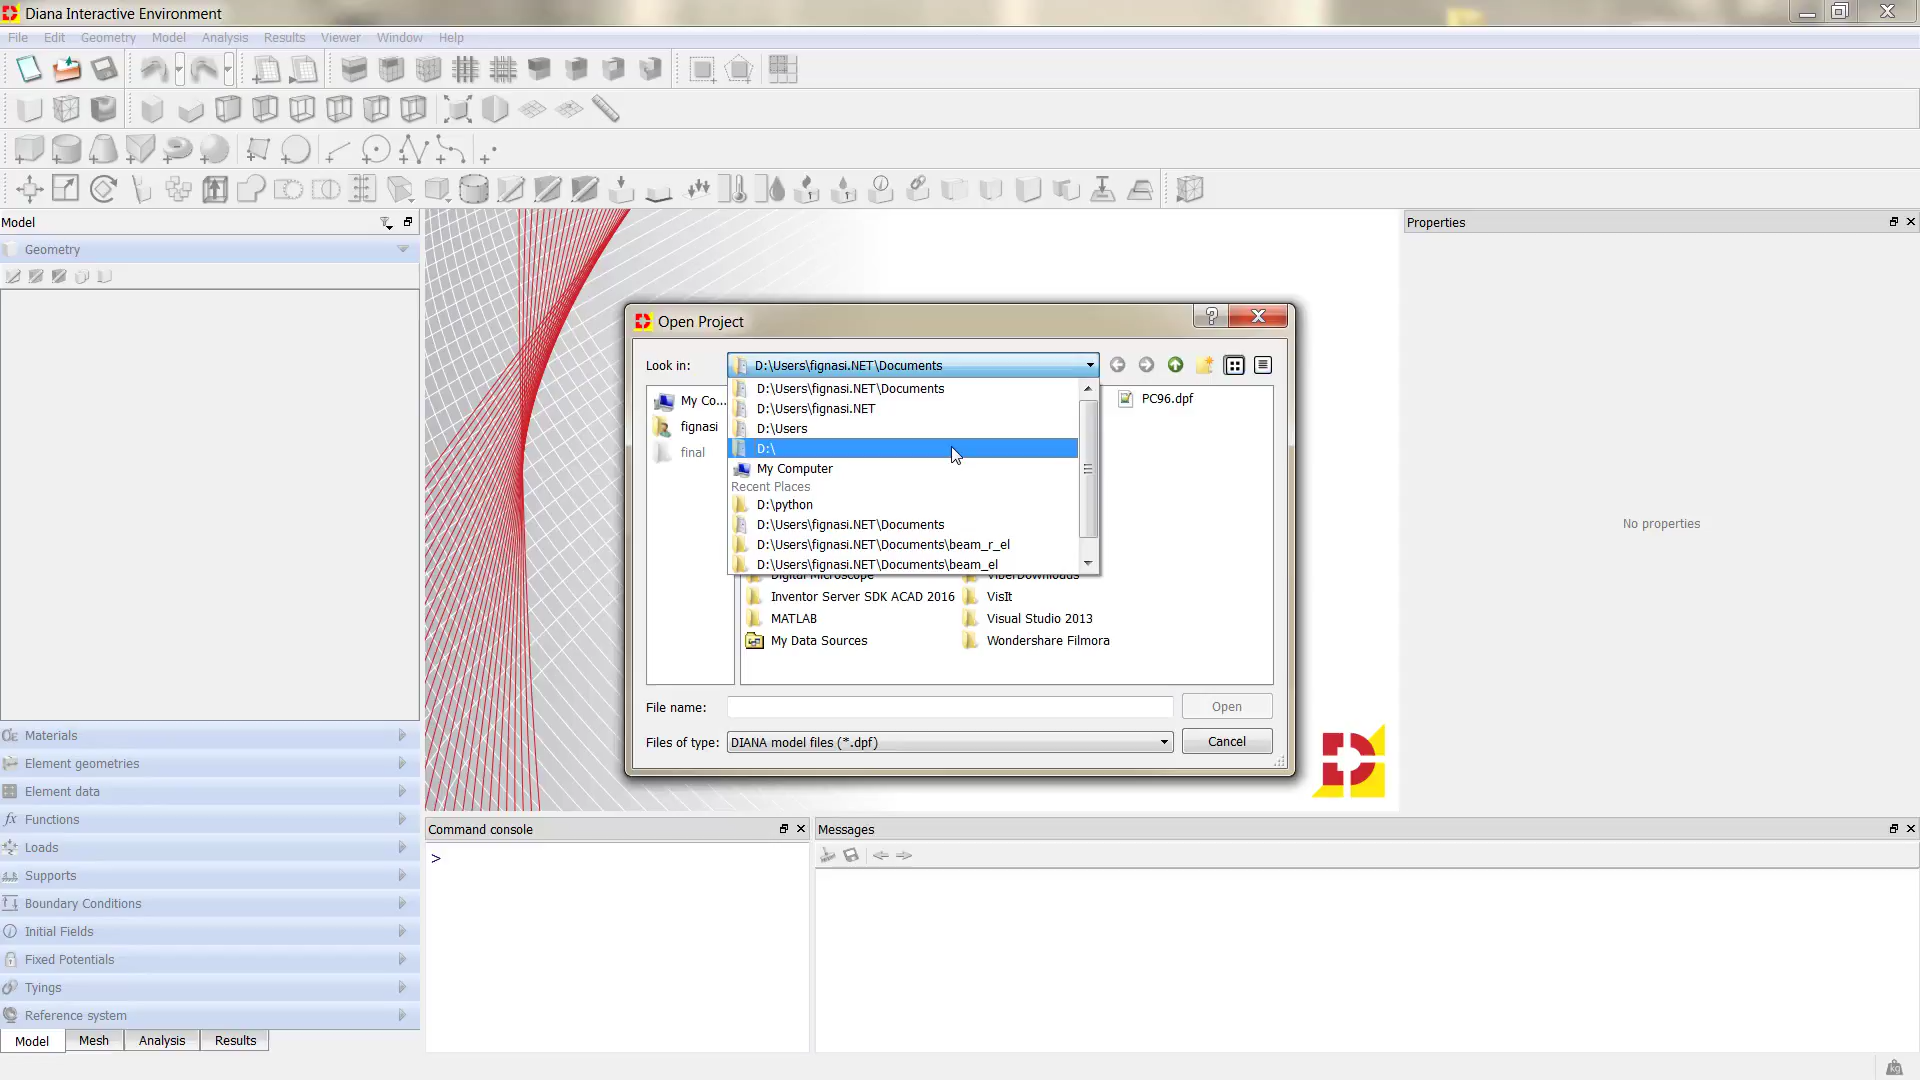 Diana Interactive Environment
File Edit Geometry Model Analysis Results Viewer Window Help
Model
Geometry
Properties
No properties
Open Project
Look in: D:\Users\fignasi.NET\Documents
My Co...
fignasi
final
D:\Users\fignasi.NET\Documents
D:\Users\fignasi.NET
D:\Users
D:\
My Computer
Recent Places
D:\python
D:\Users\fignasi.NET\Documents
D:\Users\fignasi.NET\Documents\beam_r_el
D:\Users\fignasi.NET\Documents\beam_el
PC96.dpf
Digital Microscope ViberDownloads
Inventor Server SDK ACAD 2016 VisIt
MATLAB Visual Studio 2013
My Data Sources Wondershare Filmora
File name: Open
Files of type: DIANA model files (*.dpf) Cancel
Materials
Element geometries
Element data
Functions
Loads
Supports
Boundary Conditions
Initial Fields
Fixed Potentials
Tyings
Reference system
Model Mesh Analysis Results
Command console
>
Messages